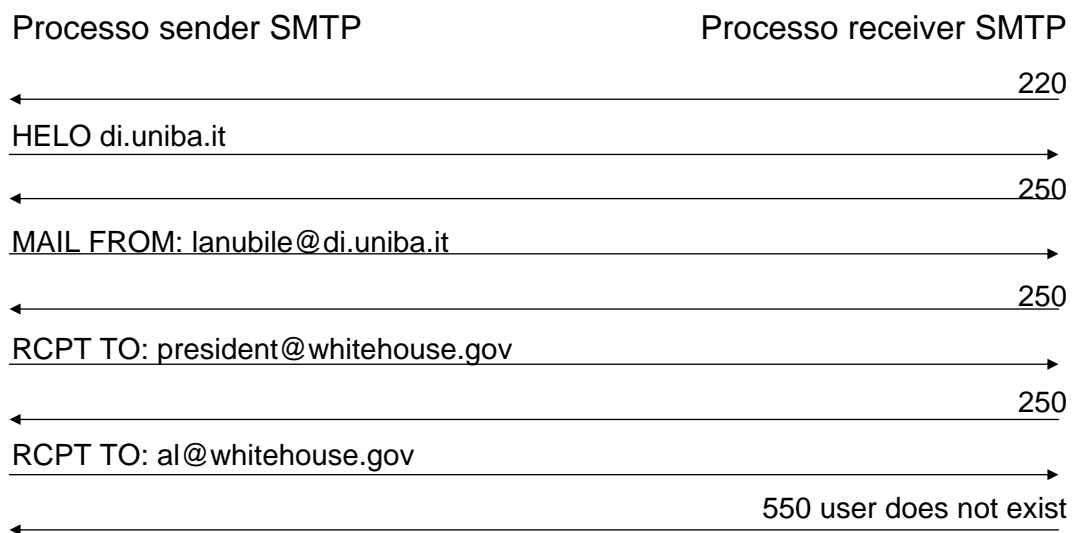 Processo sender SMTP Processo receiver SMTP
220
HELO di.uniba.it
250
MAIL FROM: lanubile@di.uniba.it
250
RCPT TO: president@whitehouse.gov
250
RCPT TO: al@whitehouse.gov
550 user does not exist